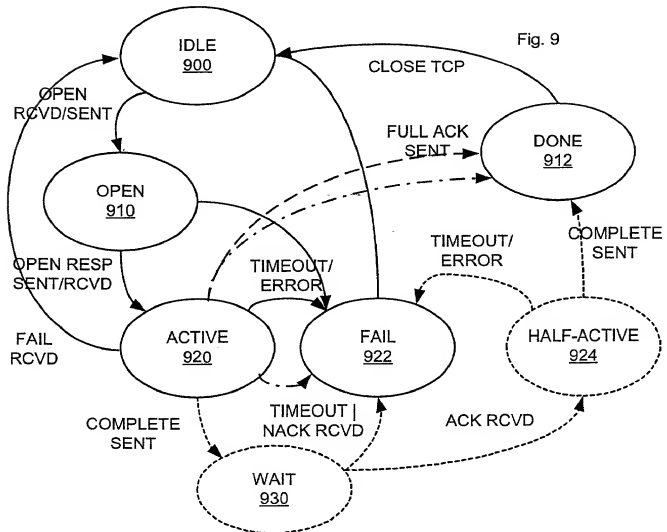 Fig. 9
IDLE
900
CLOSE TCP
OPEN
RCVD/SENT
FULL ACK
SENT
DONE
912
OPEN
910
COMPLETE
SENT
TIMEOUT/
ERROR
OPEN RESP
SENT/RCVD
TIMEOUT/
ERROR
FAIL
RCVD
ACTIVE
920
FAIL
922
HALF-ACTIVE
924
COMPLETE
SENT
TIMEOUT |
NACK RCVD
ACK RCVD
WAIT
930